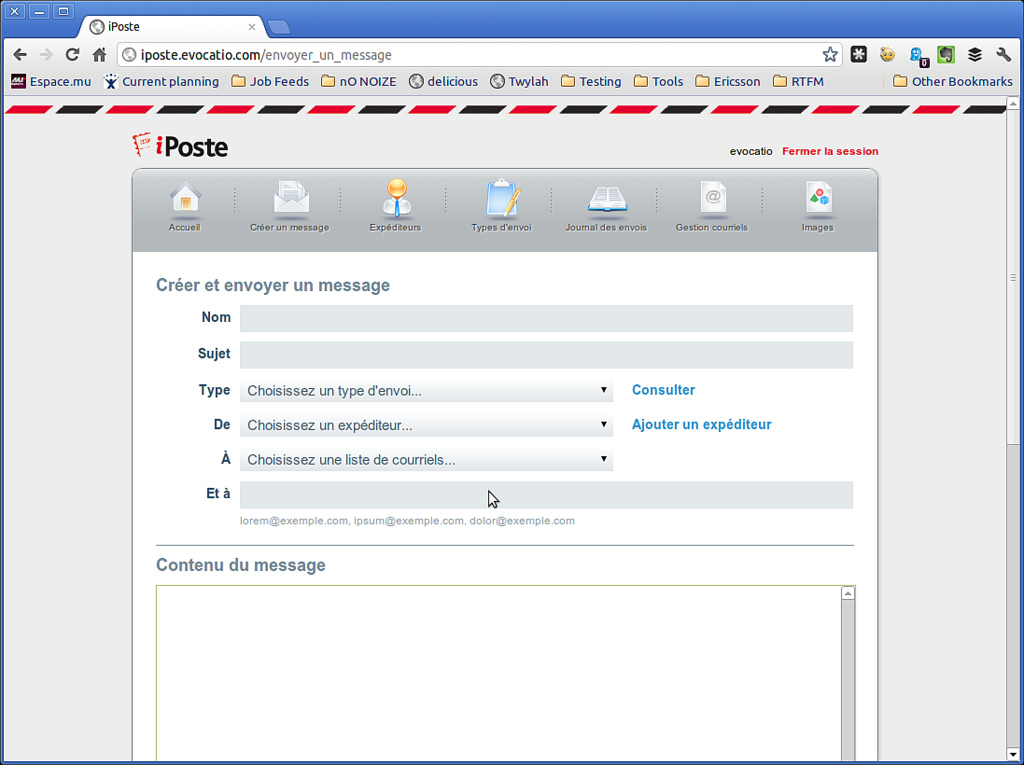 iPoste
iposte.evocatio.com/envoyer_un_message
Espace.mu Current planning Job Feeds nO NOIZE delicious Twylah Testing Tools Ericsson RTFM Other Bookmarks
iPoste
evocatio Fermer la session
Accueil Créer un message Expéditeurs Types d'envoi Journal des envois Gestion courriels Images
Créer et envoyer un message
Nom
Sujet
Type Choisissez un type d'envoi... Consulter
De Choisissez un expéditeur... Ajouter un expéditeur
À Choisissez une liste de courriels...
Et à
lorem@exemple.com, ipsum@exemple.com, dolor@exemple.com
Contenu du message